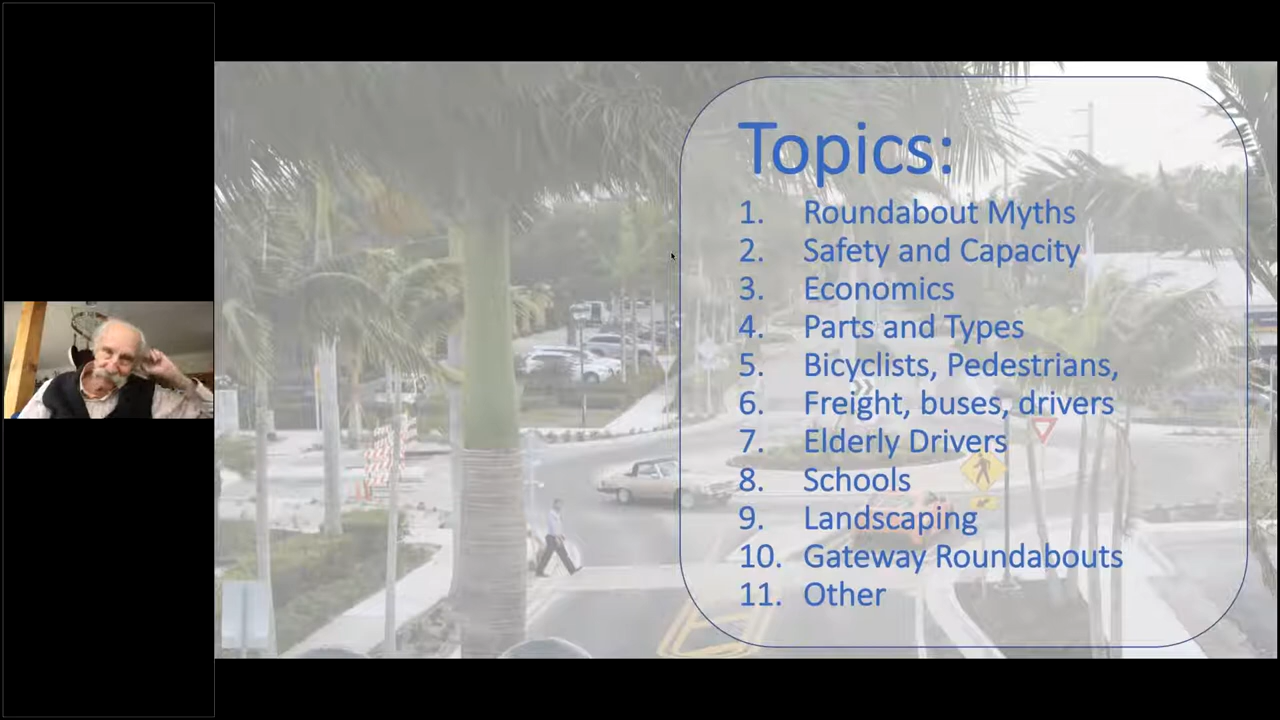 Topics:
1. Roundabout Myths
2. Safety and Capacity
3. Economics
4. Parts and Types
5. Bicyclists, Pedestrians,
6. Freight, buses, drivers
7. Elderly Drivers
8. Schools
9. Landscaping
10. Gateway Roundabouts
11. Other